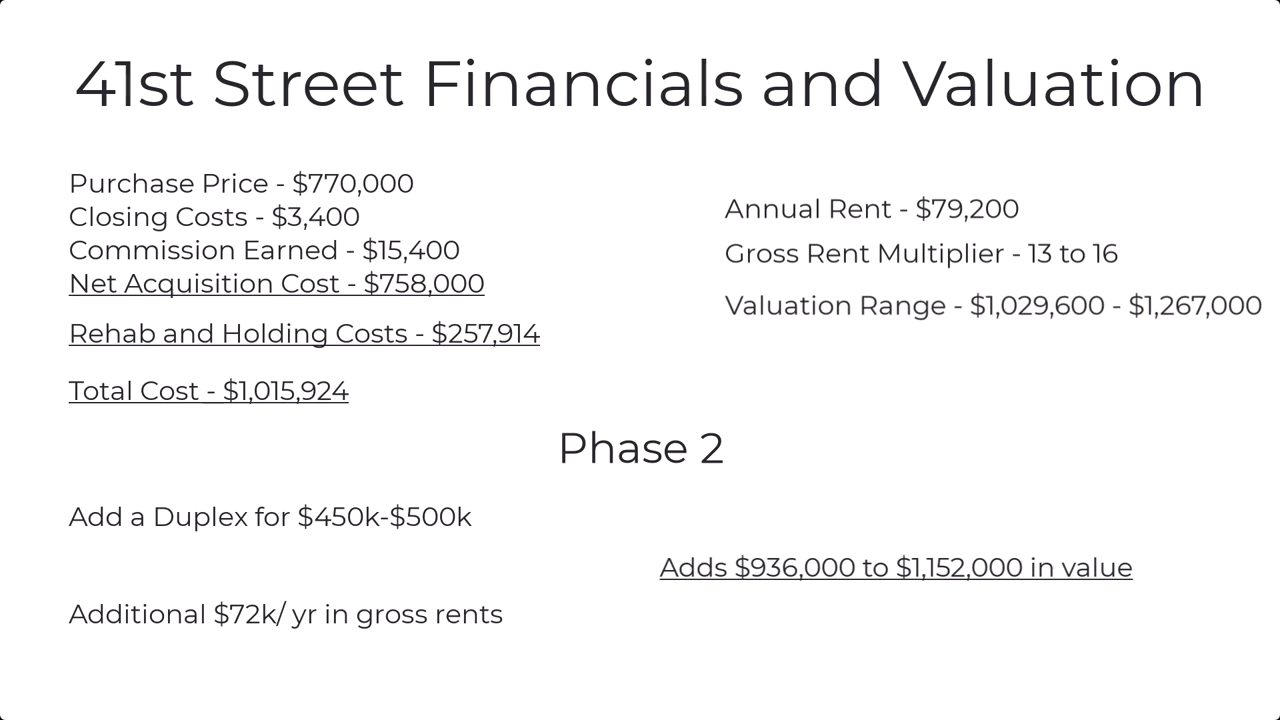 41st Street Financials and Valuation
Purchase Price - $770,000
Closing Costs - $3,400
Commission Earned - $15,400
Net Acquisition Cost - $758,000
Rehab and Holding Costs - $257,914
Total Cost - $1,015,924
Annual Rent - $79,200
Gross Rent Multiplier - 13 to 16
Valuation Range - $1,029,600 - $1,267,000
Phase 2
Add a Duplex for $450k-$500k
Adds $936,000 to $1,152,000 in value
Additional $72k/ yr in gross rents